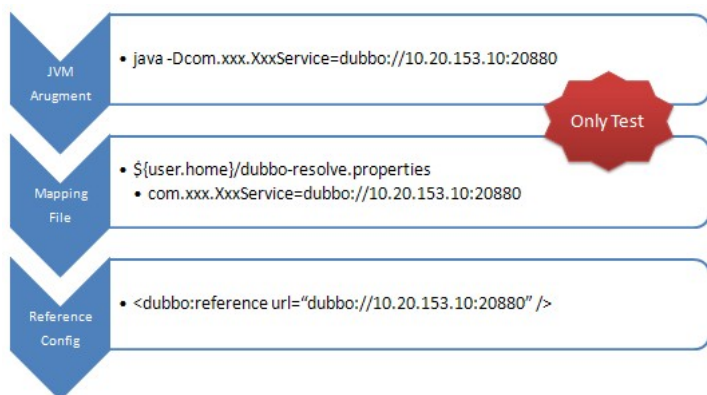 JVM
Arugment
• java -Dcom.xxx.XxxService=dubbo://10.20.153.10:20880
Only Test
Mapping
File
• ${user.home}/dubbo-resolve.properties
• com.xxx.XxxService=dubbo://10.20.153.10:20880
Reference
Config
• <dubbo:reference url=“dubbo://10.20.153.10:20880” />